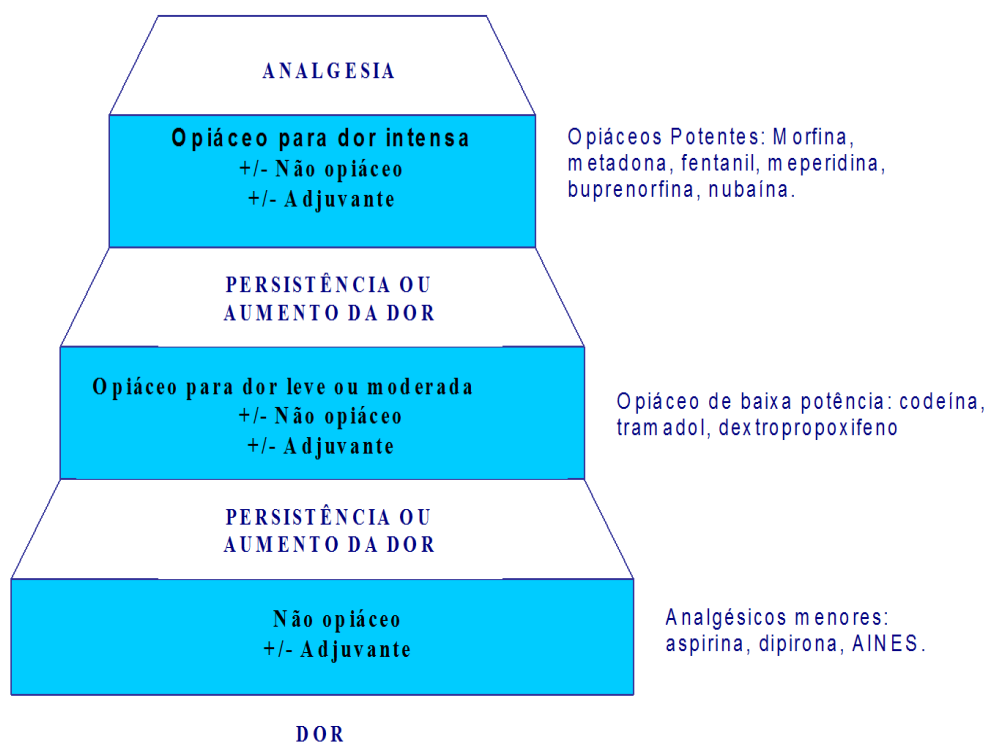 ANALGESIA
Opiáceo para dor intensa
+/- Não opiáceo
+/- Adjuvante
Opiáceos Potentes: Morfina,
metadona, fentanil, meperidina,
buprenorfina, nubaína.
PERSISTÊNCIA OU
AUMENTO DA DOR
Opiáceo para dor leve ou moderada
+/- Não opiáceo
+/- Adjuvante
Opiáceo de baixa potência: codeína,
tramadol, dextropropoxifeno
PERSISTÊNCIA OU
AUMENTO DA DOR
Não opiáceo
+/- Adjuvante
Analgésicos menores:
aspirina, dipirona, AINES.
DOR